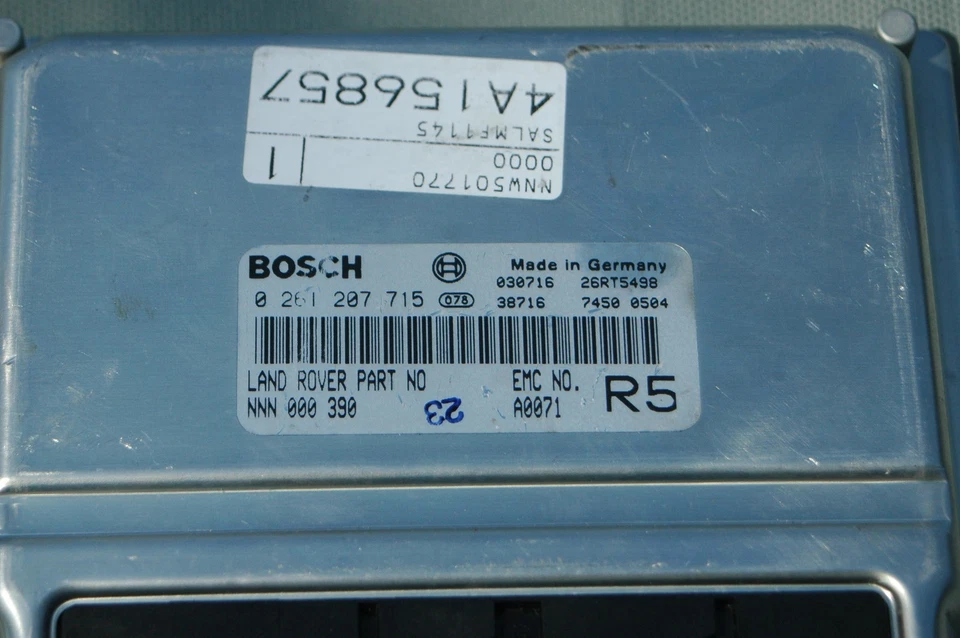 4A156857
SALMF1145
0000
NNW501770
1
BOSCH
Made in Germany
0 261 207 715 078
030716 26RT5498
38716 7450 0504
LAND ROVER PART NO
NNN 000 390
EMC NO.
A0071
R5
23